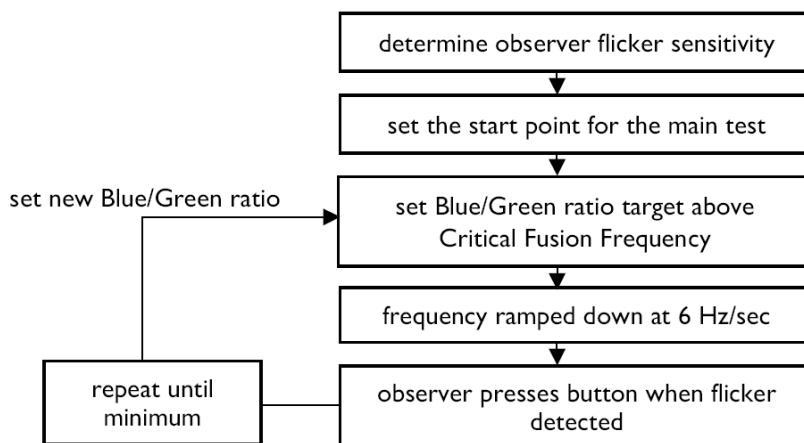 determine observer flicker sensitivity
set the start point for the main test
set new Blue/Green ratio
set Blue/Green ratio target above
Critical Fusion Frequency
frequency ramped down at 6 Hz/sec
repeat until
minimum
observer presses button when flicker
detected